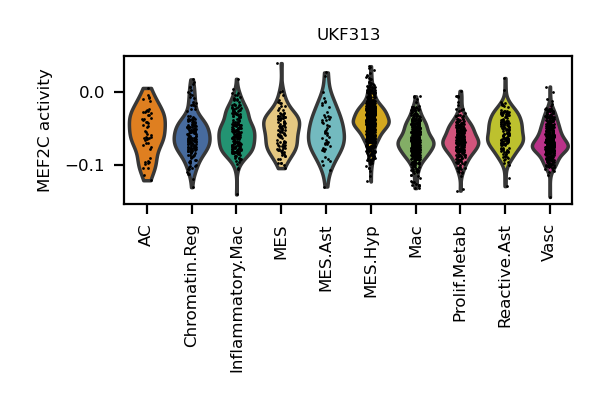 UKF313
MEF2C activity
0.0
−0.1
AC
Chromatin.Reg
Inflammatory.Mac
MES
MES.Ast
MES.Hyp
Mac
Prolif.Metab
Reactive.Ast
Vasc